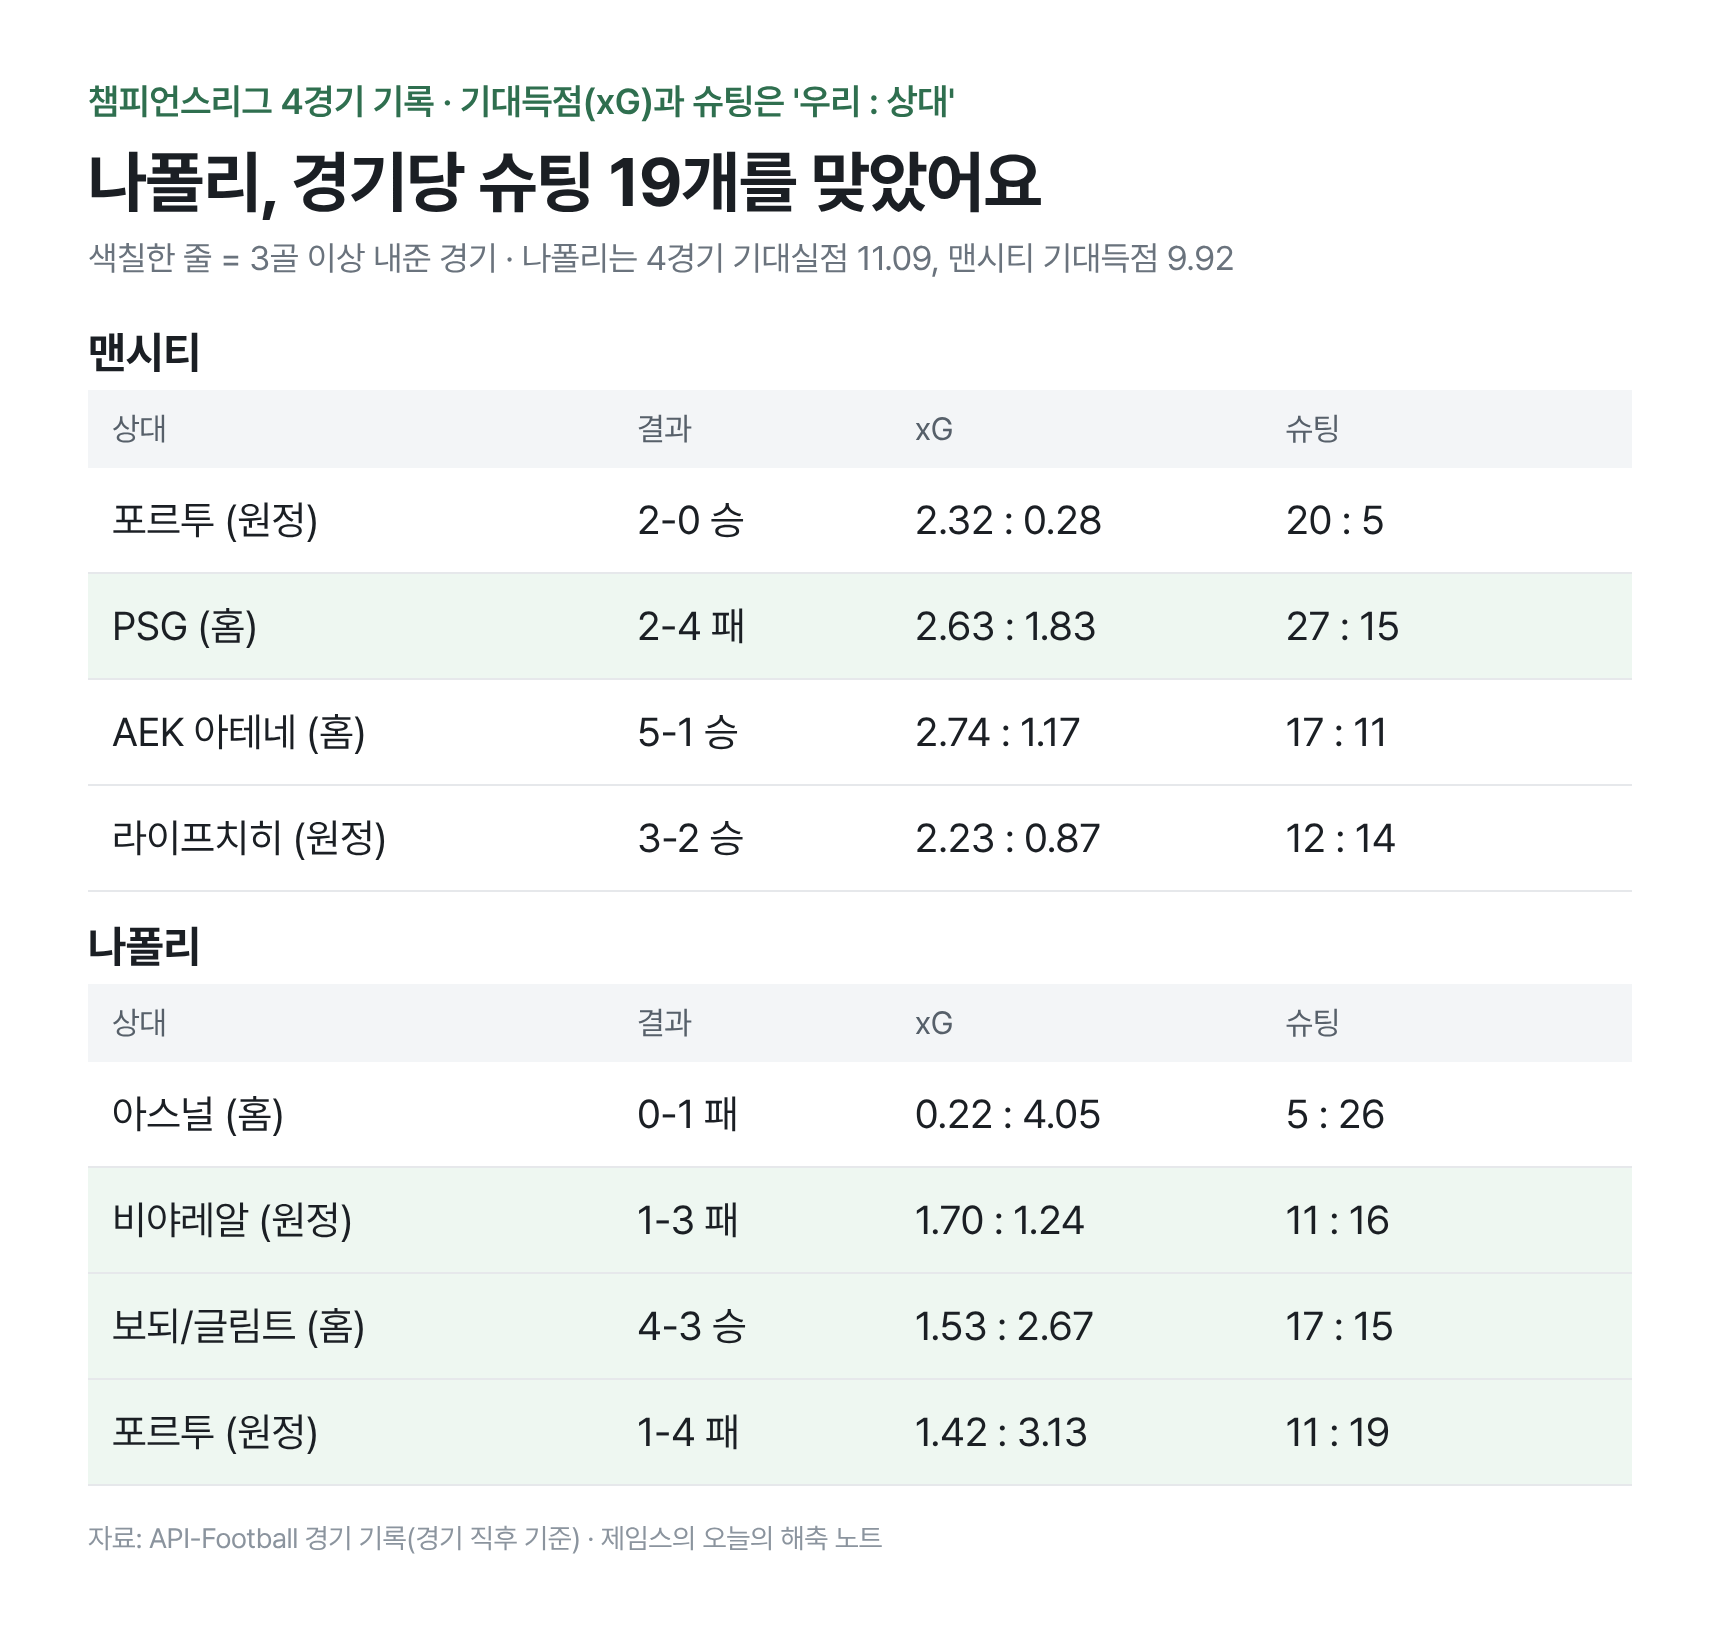 챔피언스리그 4경기 기록 · 기대득점(xG)과 슈팅은 '우리 : 상대'
나폴리, 경기당 슈팅 19개를 맞았어요
색칠한 줄 = 3골 이상 내준 경기 · 나폴리는 4경기 기대실점 11.09, 맨시티 기대득점 9.92
맨시티
상대 결과 xG 슈팅
포르투 (원정) 2-0 승 2.32 : 0.28 20 : 5
PSG (홈) 2-4 패 2.63 : 1.83 27 : 15
AEK 아테네 (홈) 5-1 승 2.74 : 1.17 17 : 11
라이프치히 (원정) 3-2 승 2.23 : 0.87 12 : 14
나폴리
상대 결과 xG 슈팅
아스널 (홈) 0-1 패 0.22 : 4.05 5 : 26
비야레알 (원정) 1-3 패 1.70 : 1.24 11 : 16
보되/글림트 (홈) 4-3 승 1.53 : 2.67 17 : 15
포르투 (원정) 1-4 패 1.42 : 3.13 11 : 19
자료: API-Football 경기 기록(경기 직후 기준) · 제임스의 오늘의 해축 노트